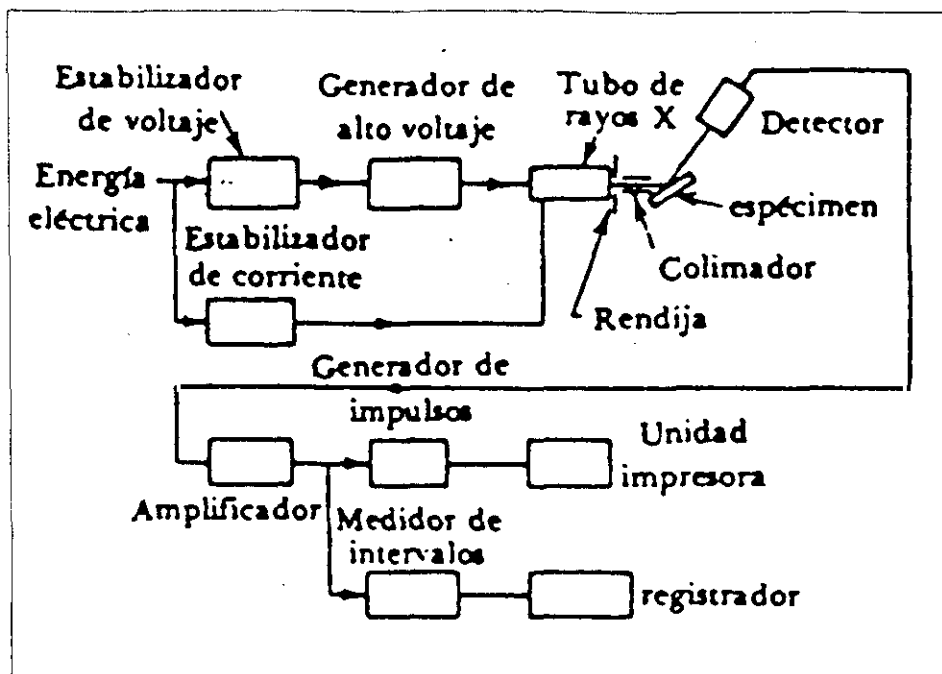 Estabilizador
de voltaje
Generador de
alto voltaje
Tubo de
rayos X
Detector
Energía
eléctrica
espécimen
Estabilizador
de corriente
Colimador
Rendija
Generador de
impulsos
Unidad
impresora
Amplificador
Medidor de
intervalos
registrador